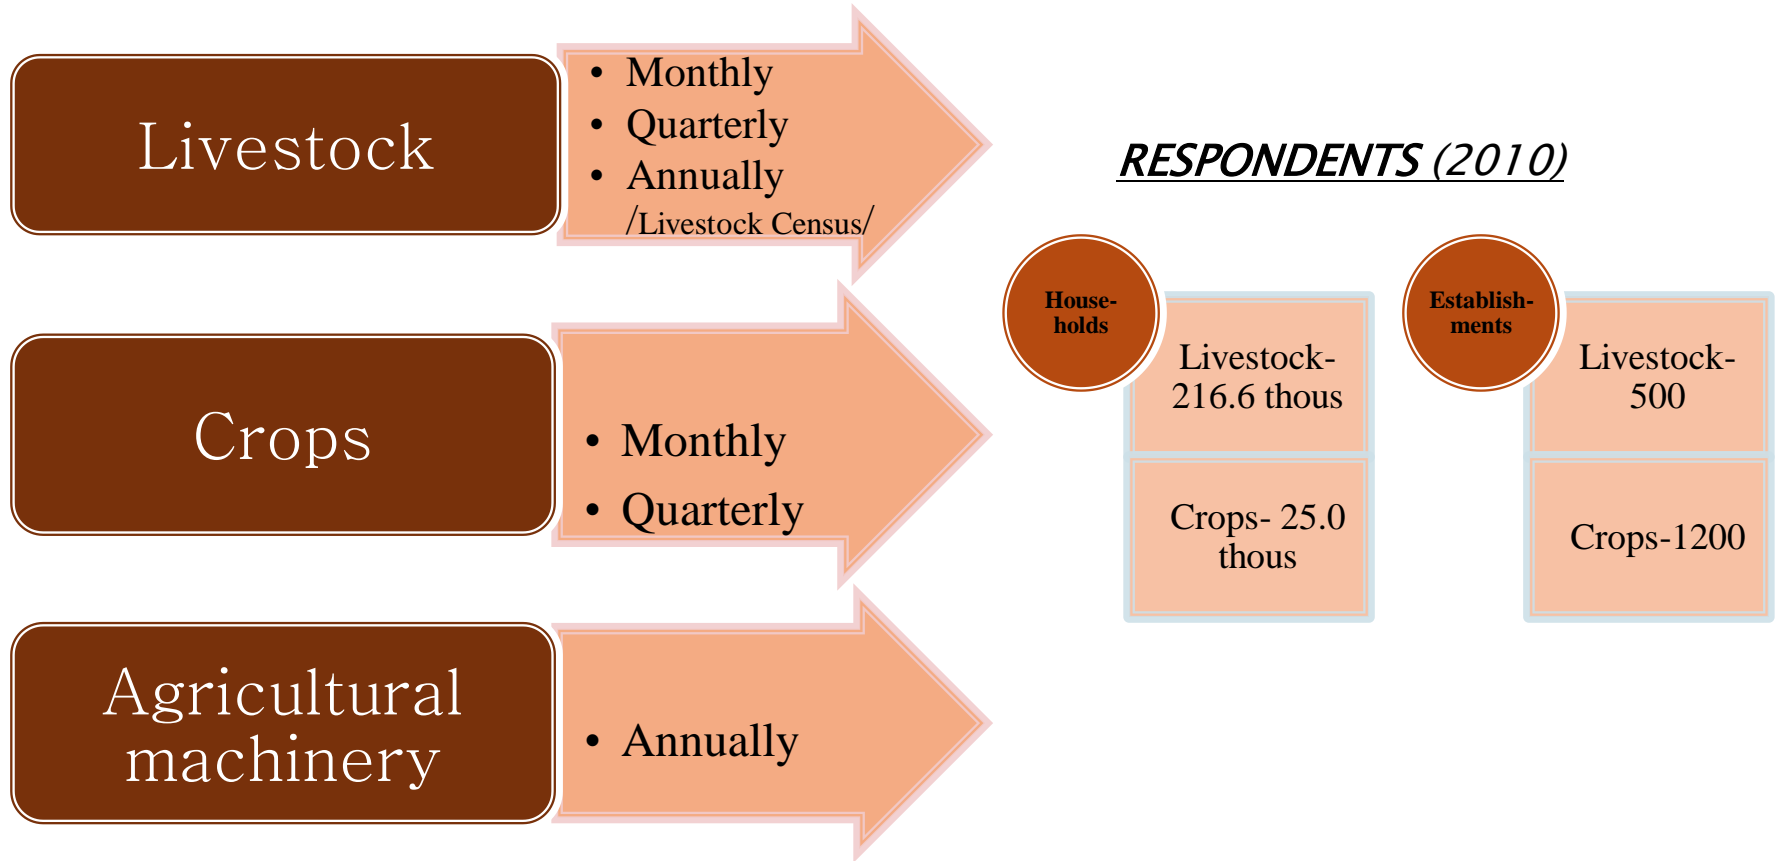 Livestock
• Monthly
• Quarterly
• Annually
/Livestock Census/
Crops
• Monthly
• Quarterly
Agricultural
machinery
• Annually
RESPONDENTS (2010)
House-
holds
Livestock-
216.6 thous
Crops- 25.0
thous
Establish-
ments
Livestock-
500
Crops-1200